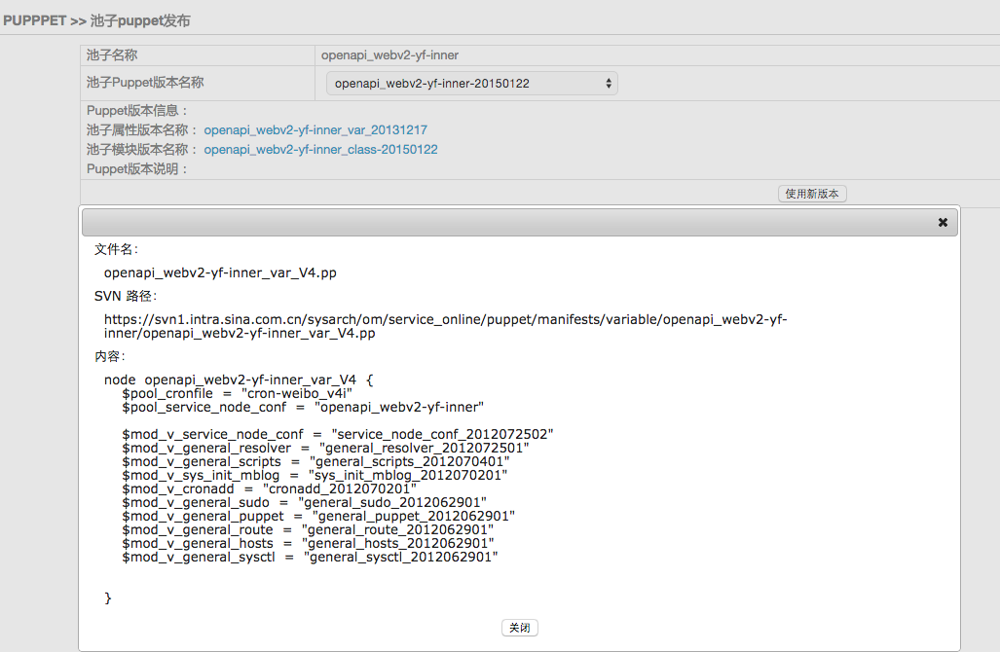 PUPPPET >> 池子puppet发布
池子名称 openapi_webv2-yf-inner
池子Puppet版本名称 openapi_webv2-yf-inner-20150122
Puppet版本信息：
池子属性版本名称： openapi_webv2-yf-inner_var_20131217
池子模块版本名称： openapi_webv2-yf-inner_class-20150122
Puppet版本说明：
使用新版本
文件名:
openapi_webv2-yf-inner_var_V4.pp
SVN 路径:
https://svn1.intra.sina.com.cn/sysarch/om/service_online/puppet/manifests/variable/openapi_webv2-yf-
inner/openapi_webv2-yf-inner_var_V4.pp
内容:
node openapi_webv2-yf-inner_var_V4 {
$pool_cronfile = "cron-weibo_v4i"
$pool_service_node_conf = "openapi_webv2-yf-inner"
$mod_v_service_node_conf = "service_node_conf_2012072502"
$mod_v_general_resolver = "general_resolver_2012072501"
$mod_v_general_scripts = "general_scripts_2012070401"
$mod_v_sys_init_mblog = "sys_init_mblog_2012070201"
$mod_v_cronadd = "cronadd_2012070201"
$mod_v_general_sudo = "general_sudo_2012062901"
$mod_v_general_puppet = "general_puppet_2012062901"
$mod_v_general_route = "general_route_2012062901"
$mod_v_general_hosts = "general_hosts_2012062901"
$mod_v_general_sysctl = "general_sysctl_2012062901"
}
关闭